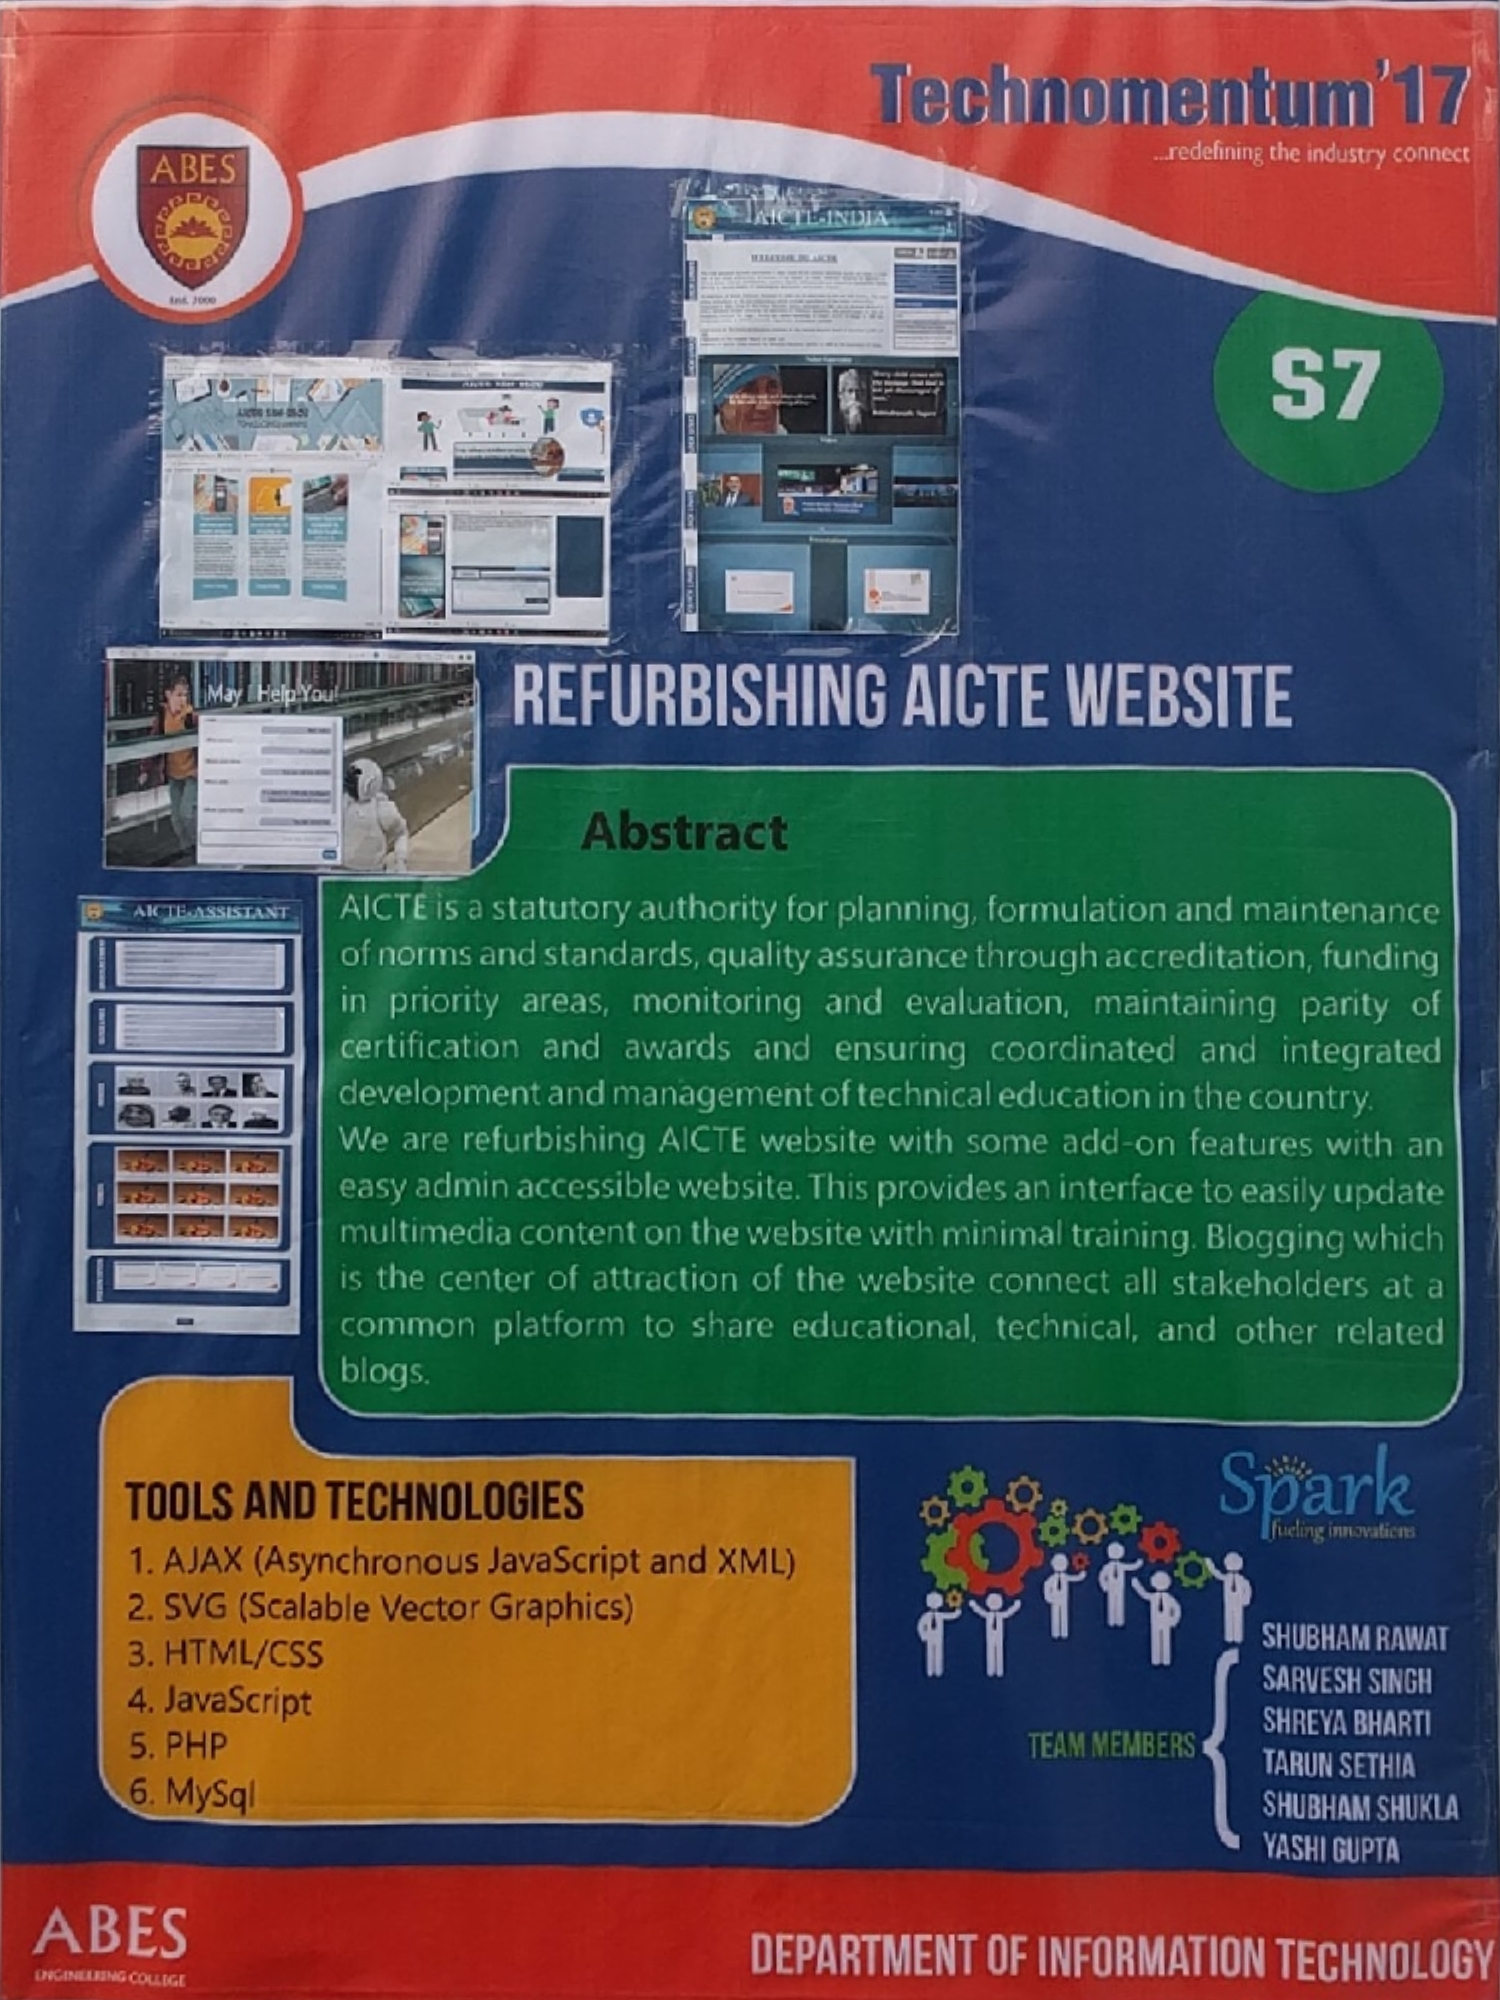 Technomentum'17
...redefining the industry connect
ABES
Estd. 2000
AICTE-INDIA
WELCOME TO AICTE
S7
May I Help You!
REFURBISHING AICTE WEBSITE
Abstract
AICTE is a statutory authority for planning, formulation and maintenance
of norms and standards, quality assurance through accreditation, funding
in priority areas, monitoring and evaluation, maintaining parity of
certification and awards and ensuring coordinated and integrated
development and management of technical education in the country.
We are refurbishing AICTE website with some add-on features with an
easy admin accessible website. This provides an interface to easily update
multimedia content on the website with minimal training. Blogging which
is the center of attraction of the website connect all stakeholders at a
common platform to share educational, technical, and other related
blogs.
AICTE-ASSISTANT
TOOLS AND TECHNOLOGIES
1. AJAX (Asynchronous JavaScript and XML)
2. SVG (Scalable Vector Graphics)
3. HTML/CSS
4. JavaScript
5. PHP
6. MySql
Spark
fueling innovations
TEAM MEMBERS
SHUBHAM RAWAT
SARVESH SINGH
SHREYA BHARTI
TARUN SETHIA
SHUBHAM SHUKLA
YASHI GUPTA
ABES
ENGINEERING COLLEGE
DEPARTMENT OF INFORMATION TECHNOLOGY